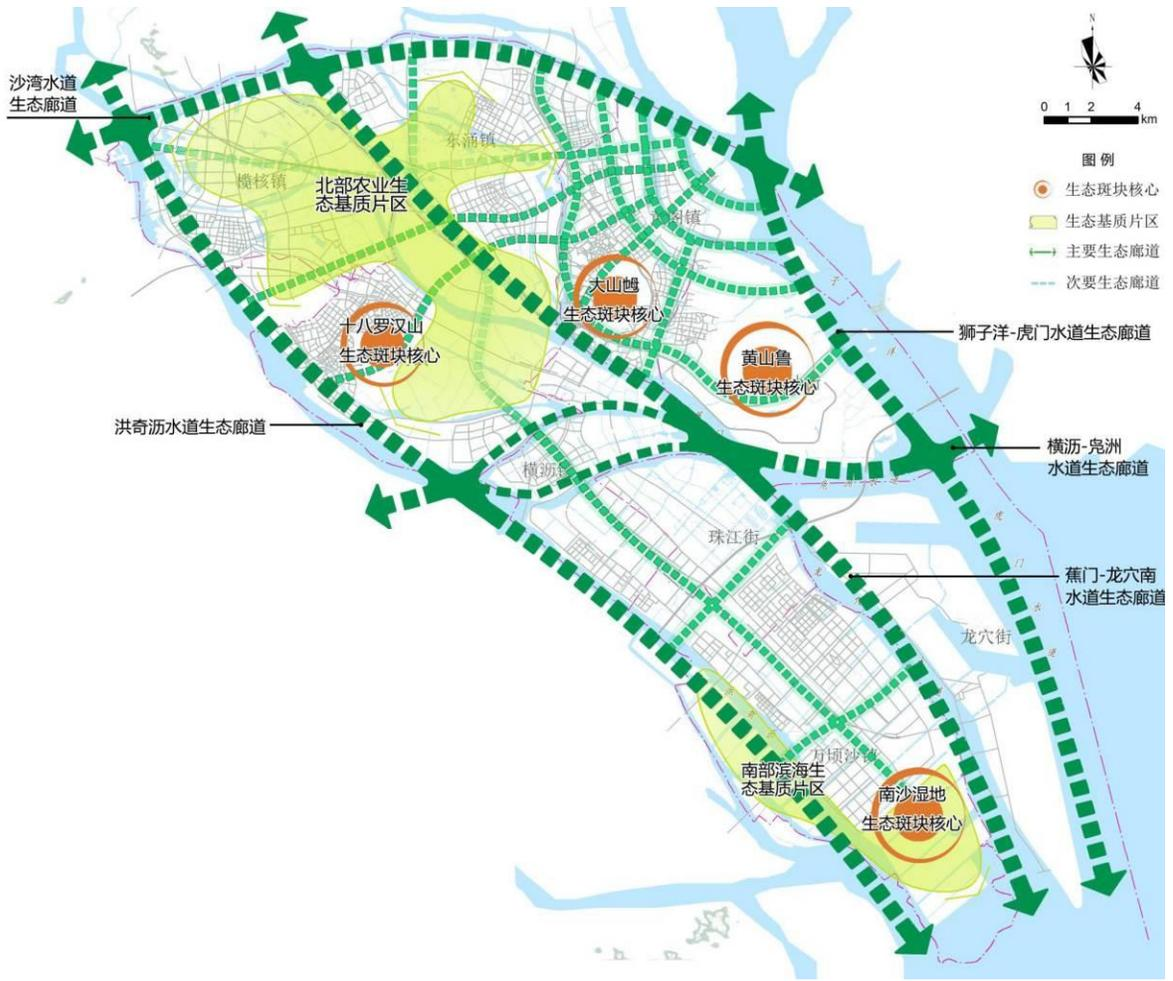 N
0 1 2 4
km
图 例
生态斑块核心
生态基质片区
主要生态廊道
次要生态廊道
沙湾水道
生态廊道
东涌镇
榄核镇
北部农业生
态基质片区
大山乸
生态斑块核心
十八罗汉山
生态斑块核心
黄山鲁
生态斑块核心
狮子洋-虎门水道生态廊道
洪奇沥水道生态廊道
横沥-凫洲
水道生态廊道
横沥
珠江街
蕉门-龙穴南
水道生态廊道
龙穴街
万顷沙镇
南部滨海生
态基质片区
南沙湿地
生态斑块核心